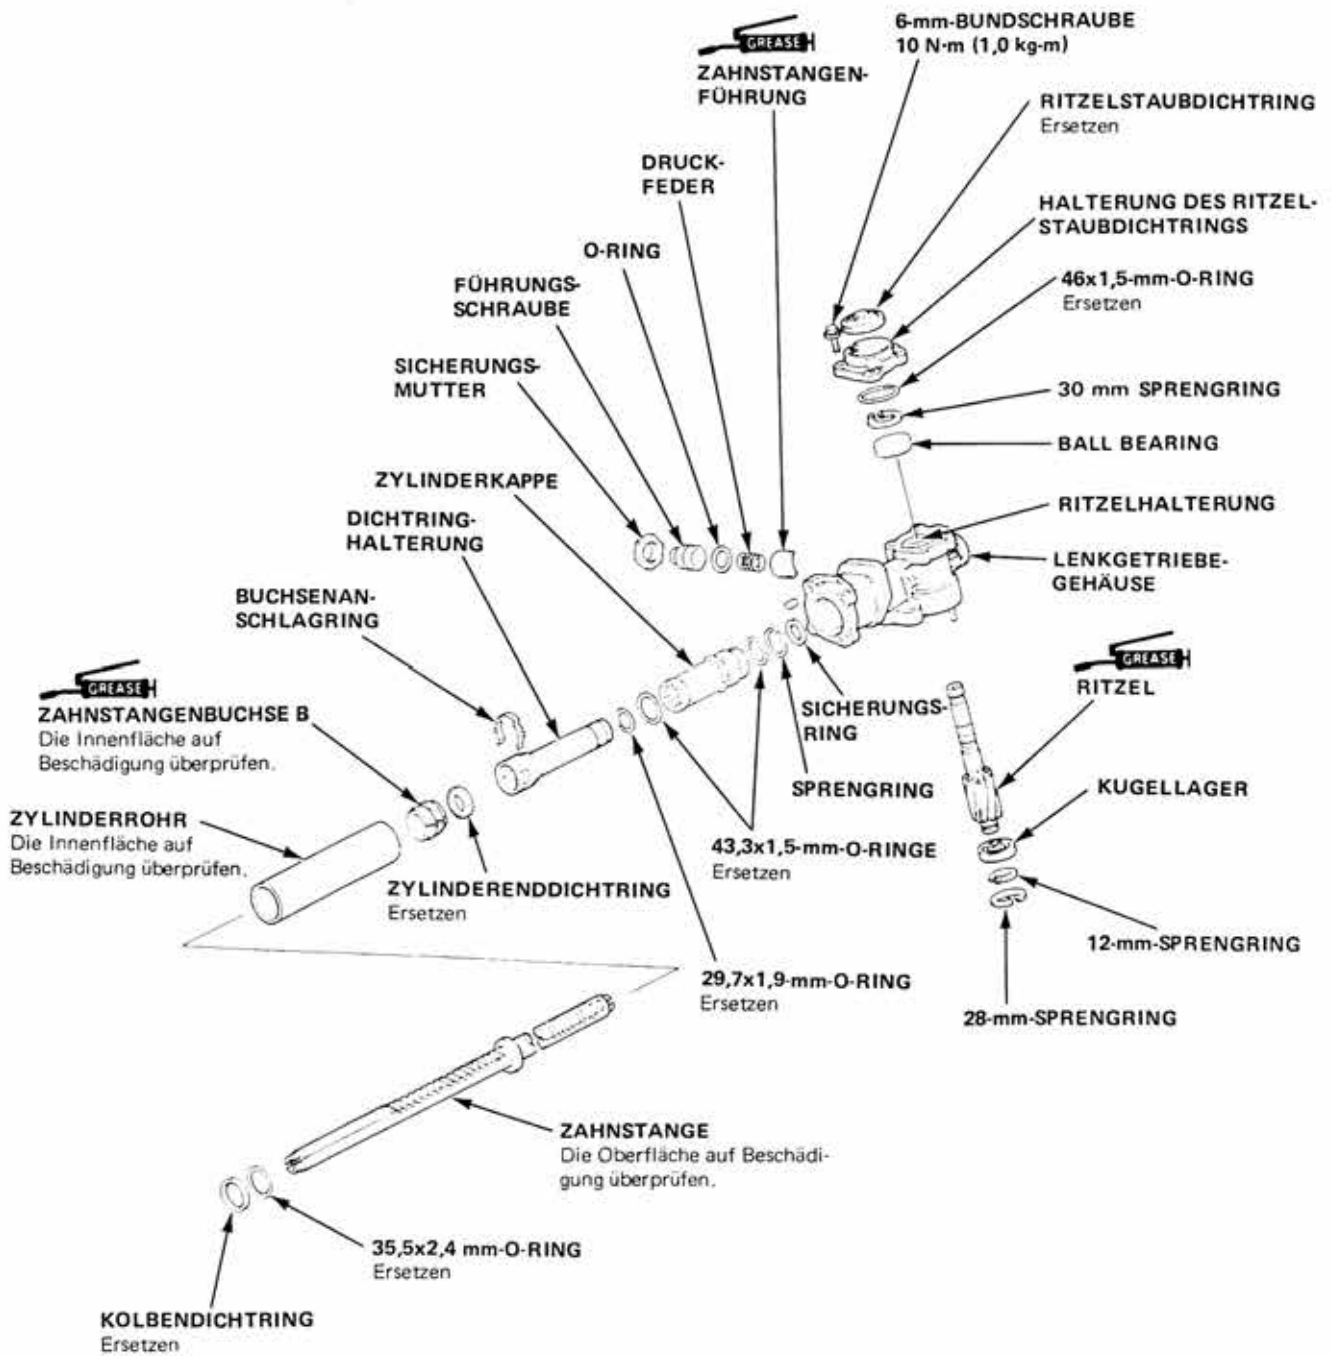 6-mm-BUNDSCHRAUBE
10 N·m (1,0 kg-m)
GREASE
ZAHNSTANGEN-
FÜHRUNG
RITZELSTAUBDICHTRING
Ersetzen
DRUCK-
FEDER
HALTERUNG DES RITZEL-
STAUBDICHTRINGS
O-RING
46x1,5-mm-O-RING
Ersetzen
FÜHRUNGS-
SCHRAUBE
SICHERUNGS-
MUTTER
30 mm SPRENGRING
BALL BEARING
ZYLINDERKAPPE
RITZELHALTERUNG
DICHTRING-
HALTERUNG
LENKGETRIEBE-
GEHÄUSE
BUCHSENAN-
SCHLAGRING
GREASE
RITZEL
GREASE
ZAHNSTANGENBUCHSE B
Die Innenfläche auf
Beschädigung überprüfen.
SICHERUNGS-
RING
SPRENGRING
KUGELLAGER
ZYLINDERROHR
Die Innenfläche auf
Beschädigung überprüfen.
43,3x1,5-mm-O-RINGE
Ersetzen
ZYLINDERENDDICHTRING
Ersetzen
12-mm-SPRENGRING
29,7x1,9-mm-O-RING
Ersetzen
28-mm-SPRENGRING
ZAHNSTANGE
Die Oberfläche auf Beschädi-
gung überprüfen.
35,5x2,4 mm-O-RING
Ersetzen
KOLBENDICHTRING
Ersetzen